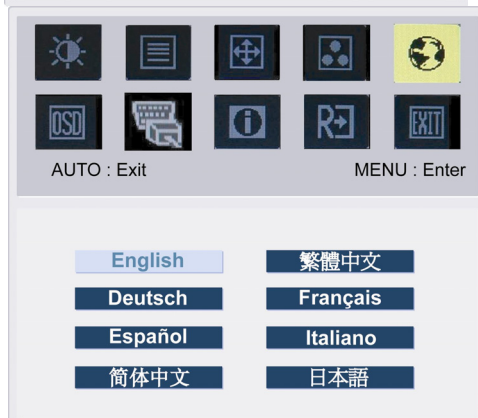 OSD
R
EXIT
AUTO : Exit
MENU : Enter
English
繁體中文
Deutsch
Français
Español
Italiano
简体中文
日本語